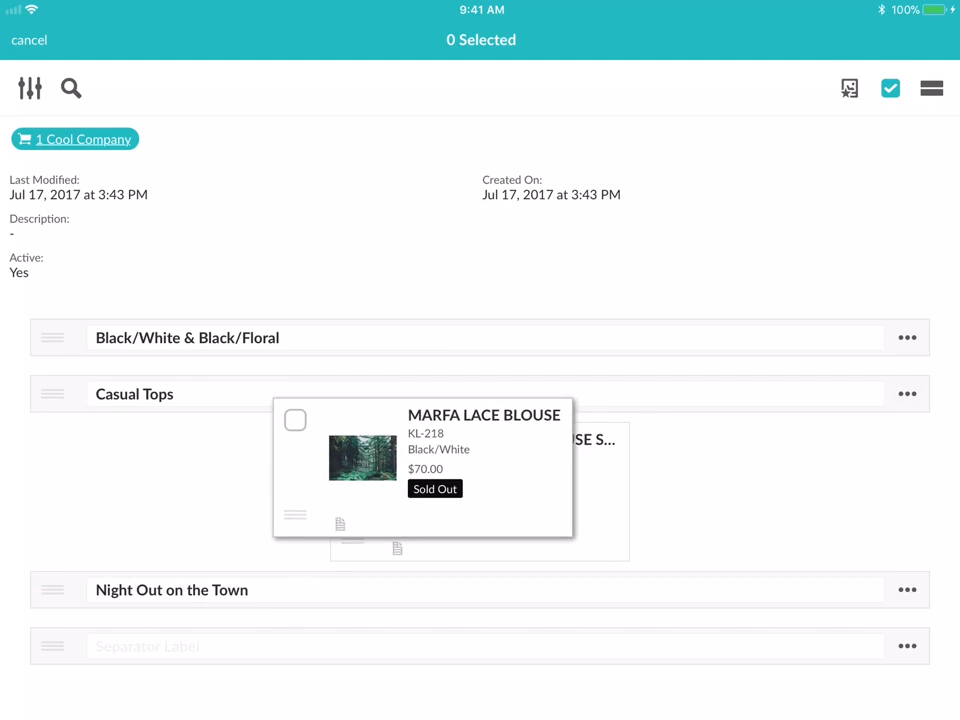 9:41 AM
100%
cancel
0 Selected
1 Cool Company
Last Modified:
Jul 17, 2017 at 3:43 PM
Created On:
Jul 17, 2017 at 3:43 PM
Description:
-
Active:
Yes
Black/White & Black/Floral
Casual Tops
MARFA LACE BLOUSE
KL-218
Black/White
$70.00
Sold Out
SE S...
Night Out on the Town
Separator Label